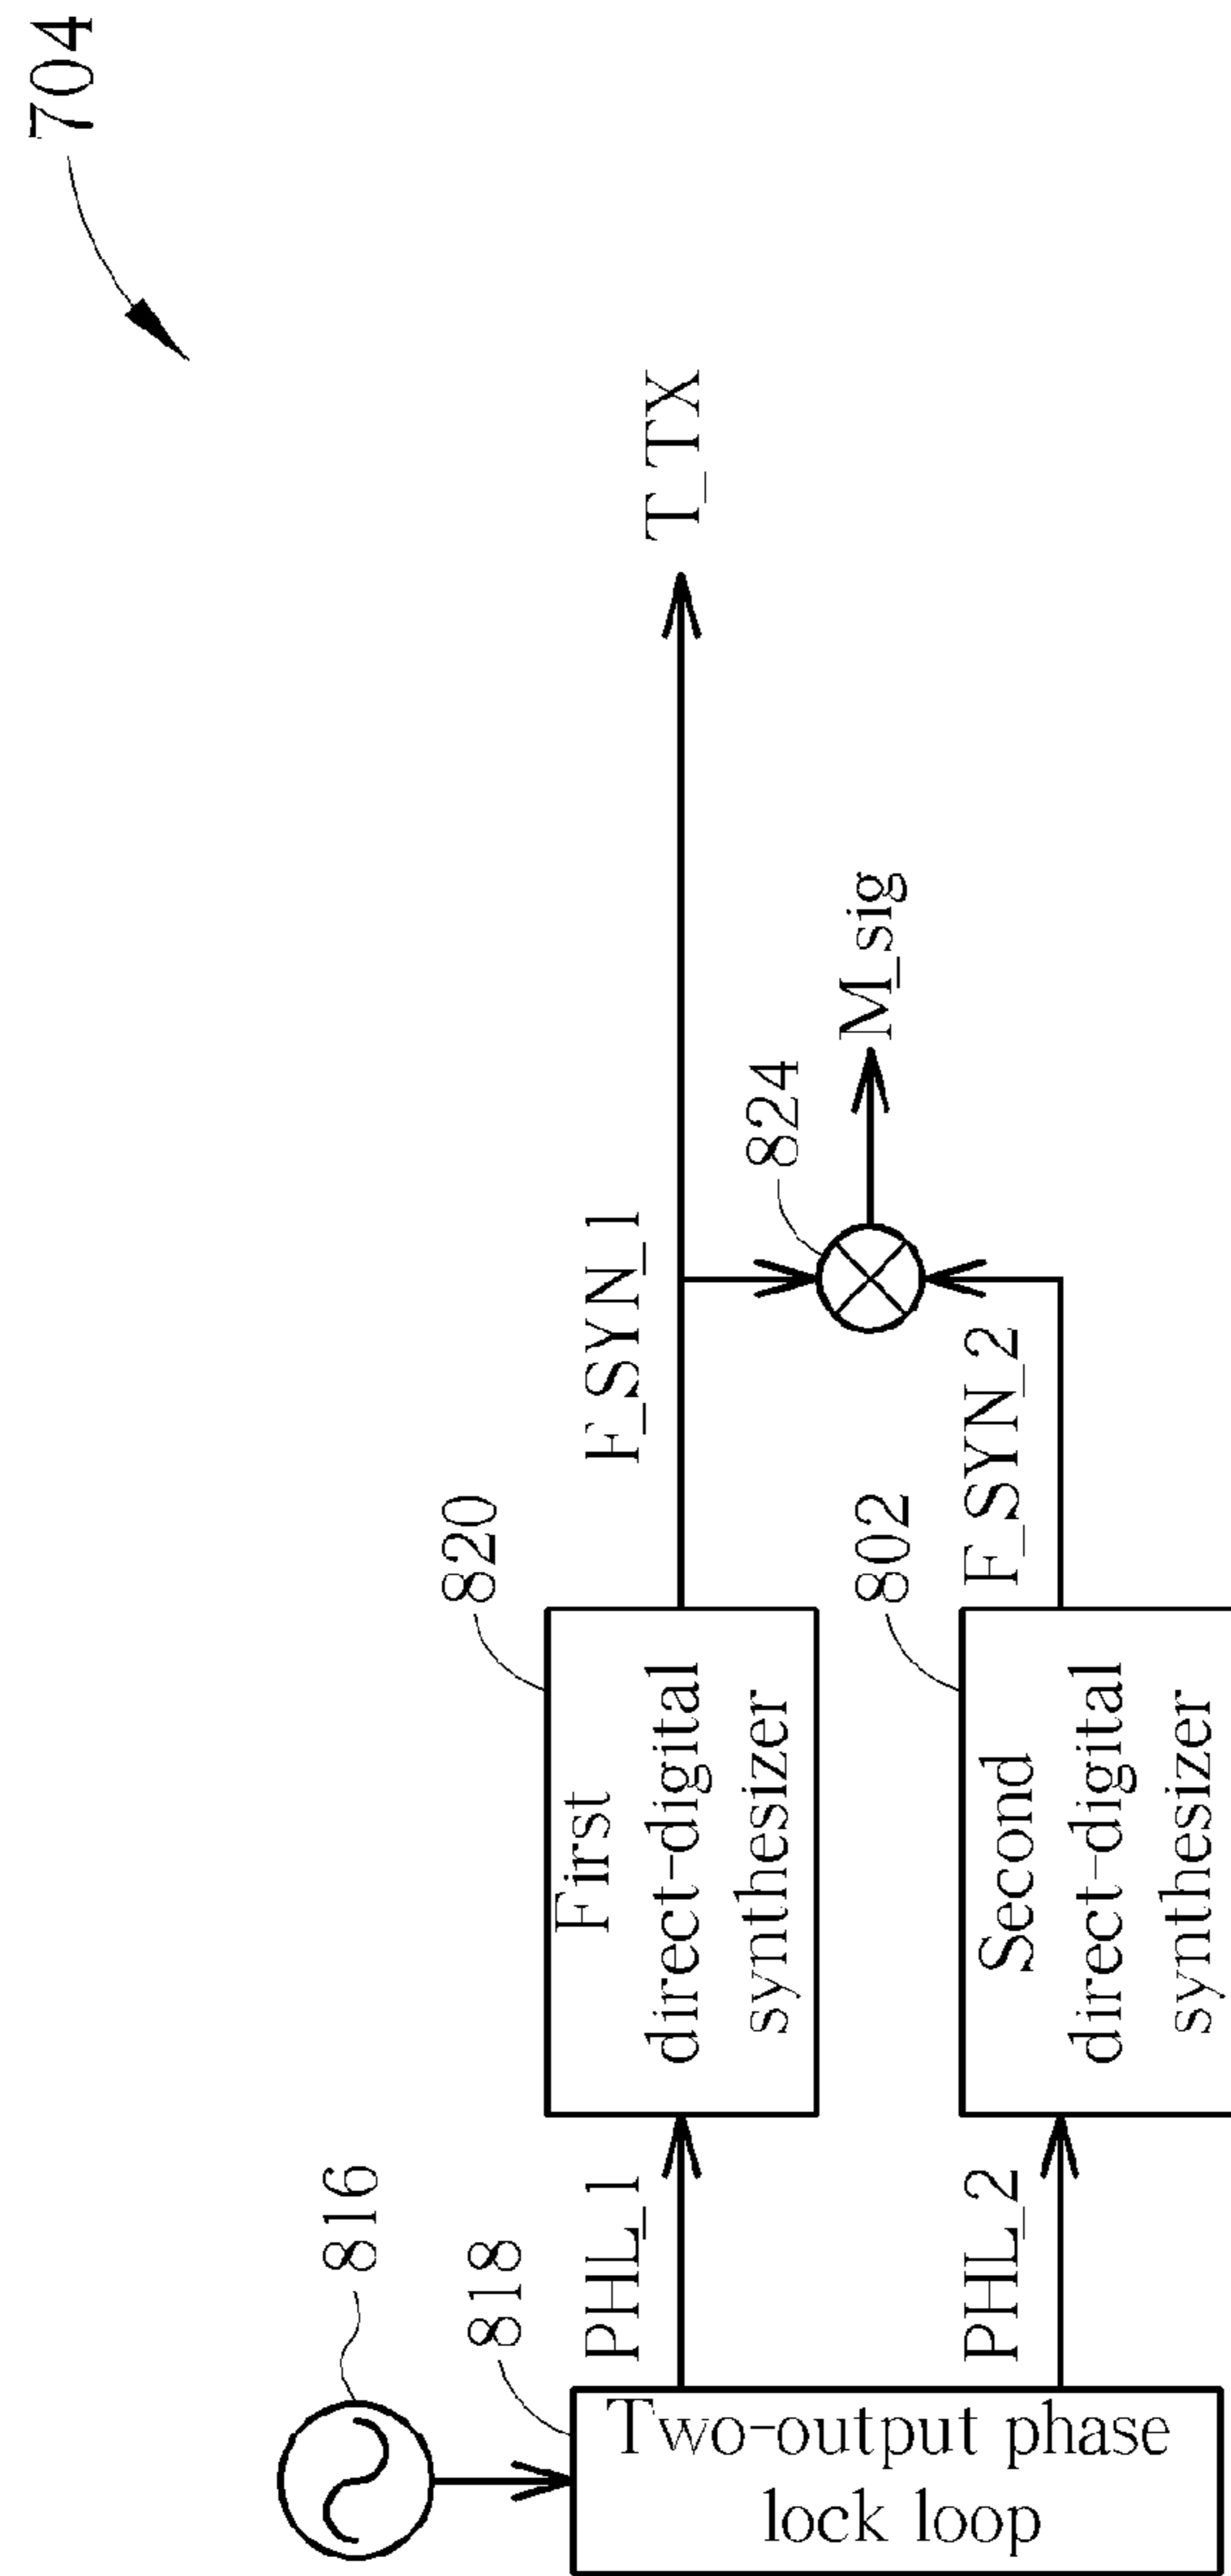 704
816
818
Two-output phase
lock loop
PHL_1
PHL_2
820
First
direct-digital
synthesizer
802
Second
direct-digital
synthesizer
F_SYN_1
F_SYN_2
824
M_sig
T_TX